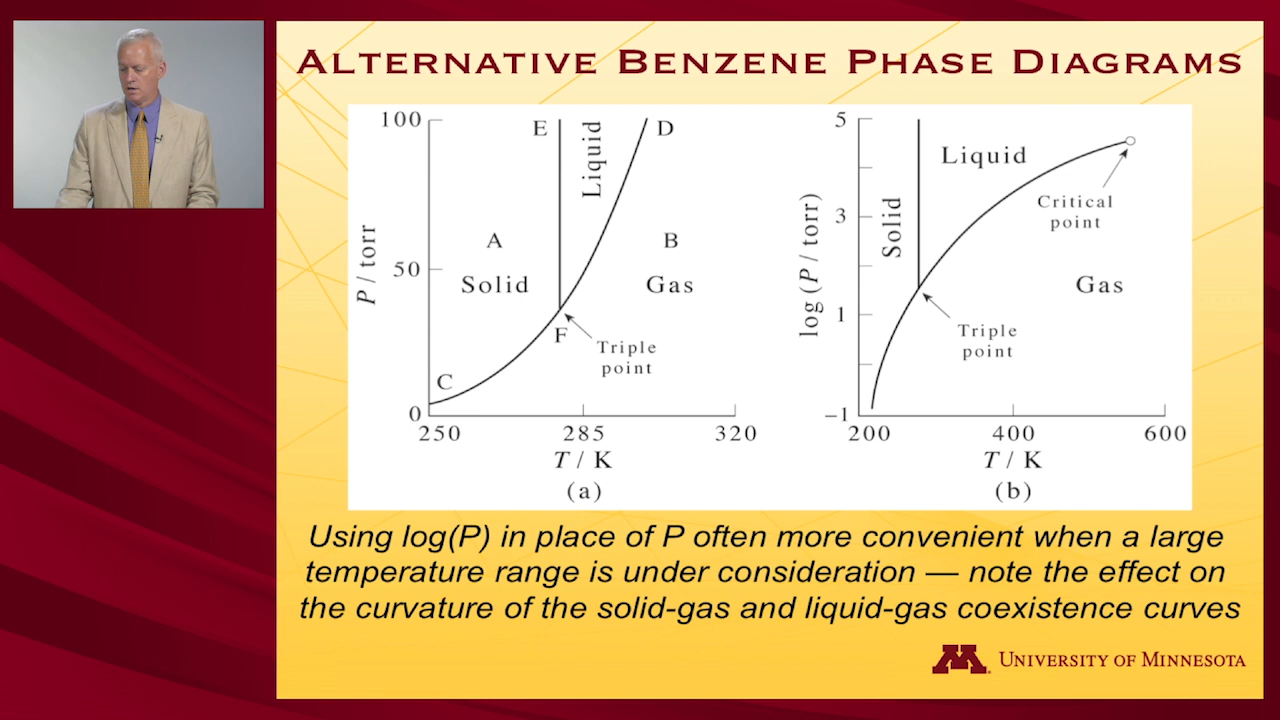 ALTERNATIVE BENZENE PHASE DIAGRAMS
100
50
0
P / torr
E
Liquid
D
A
B
Solid
Gas
F
Triple
point
C
250
285
320
T / K
(a)
5
3
1
−1
log (P / torr)
Liquid
Solid
Critical
point
Gas
Triple
point
200
400
600
T / K
(b)
Using log(P) in place of P often more convenient when a large
temperature range is under consideration — note the effect on
the curvature of the solid-gas and liquid-gas coexistence curves
M
UNIVERSITY OF MINNESOTA